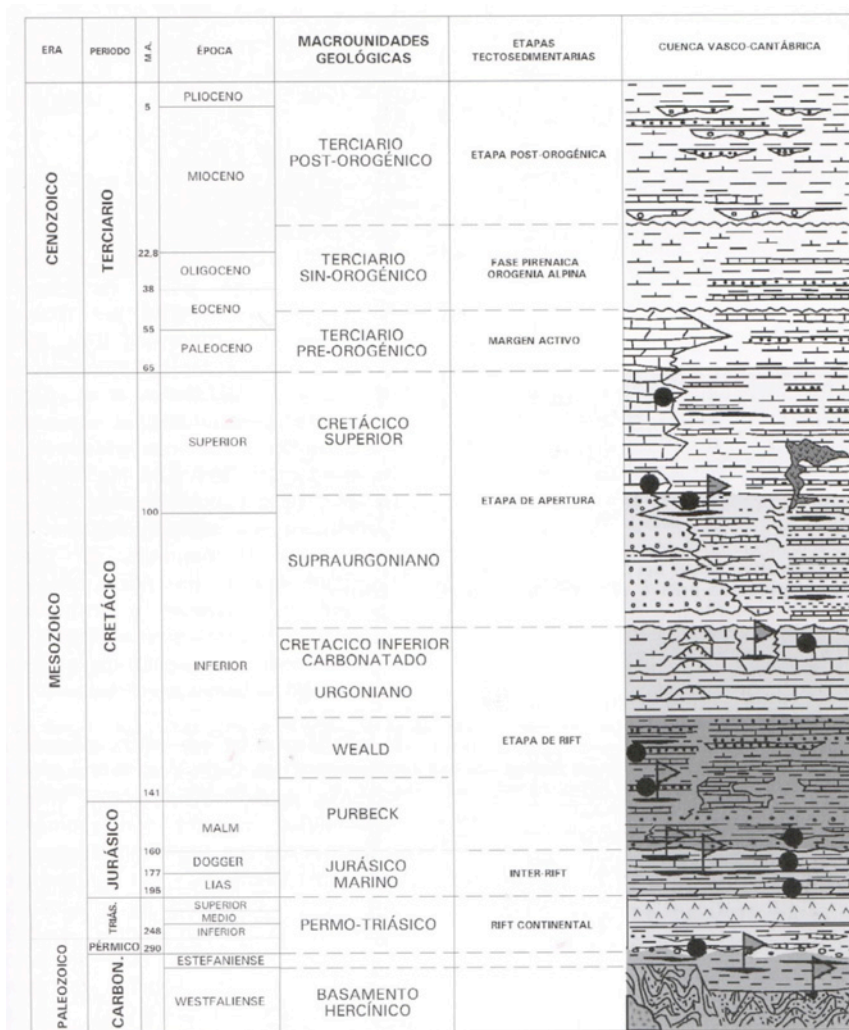 ERA
PERIODO
M.A.
ÉPOCA
MACROUNIDADES
GEOLÓGICAS
ETAPAS
TECTOSEDIMENTARIAS
CUENCA VASCO-CANTÁBRICA
CENOZOICO
TERCIARIO
PLIOCENO
5
MIOCENO
TERCIARIO
POST-OROGÉNICO
ETAPA POST-OROGÉNICA
22.8
OLIGOCENO
TERCIARIO
SIN-OROGÉNICO
FASE PIRENAICA
OROGENIA ALPINA
38
EOCENO
55
PALEOCENO
TERCIARIO
PRE-OROGÉNICO
MARGEN ACTIVO
65
MESOZOICO
CRETÁCICO
SUPERIOR
CRETÁCICO
SUPERIOR
ETAPA DE APERTURA
100
SUPRAURGONIANO
INFERIOR
CRETACICO INFERIOR
CARBONATADO
URGONIANO
WEALD
ETAPA DE RIFT
141
PURBECK
JURÁSICO
MALM
160
DOGGER
177
JURÁSICO
MARINO
INTER-RIFT
LIAS
195
TRIÁS.
SUPERIOR
MEDIO
INFERIOR
248
PERMO-TRIÁSICO
RIFT CONTINENTAL
PALEOZOICO
PÉRMICO
290
CARBON.
ESTEFANIENSE
WESTFALIENSE
BASAMENTO
HERCÍNICO